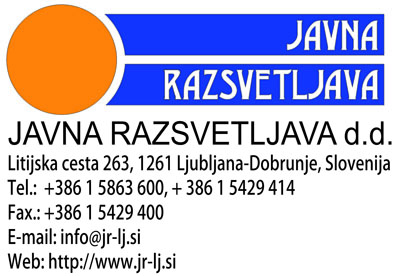 JAVNA
RAZSVETLJAVA
JAVNA RAZSVETLJAVA d.d.
Litijska cesta 263, 1261 Ljubljana-Dobrunje, Slovenija
Tel.: +386 1 5863 600, + 386 1 5429 414
Fax.: +386 1 5429 400
E-mail: info@jr-lj.si
Web: http://www.jr-lj.si